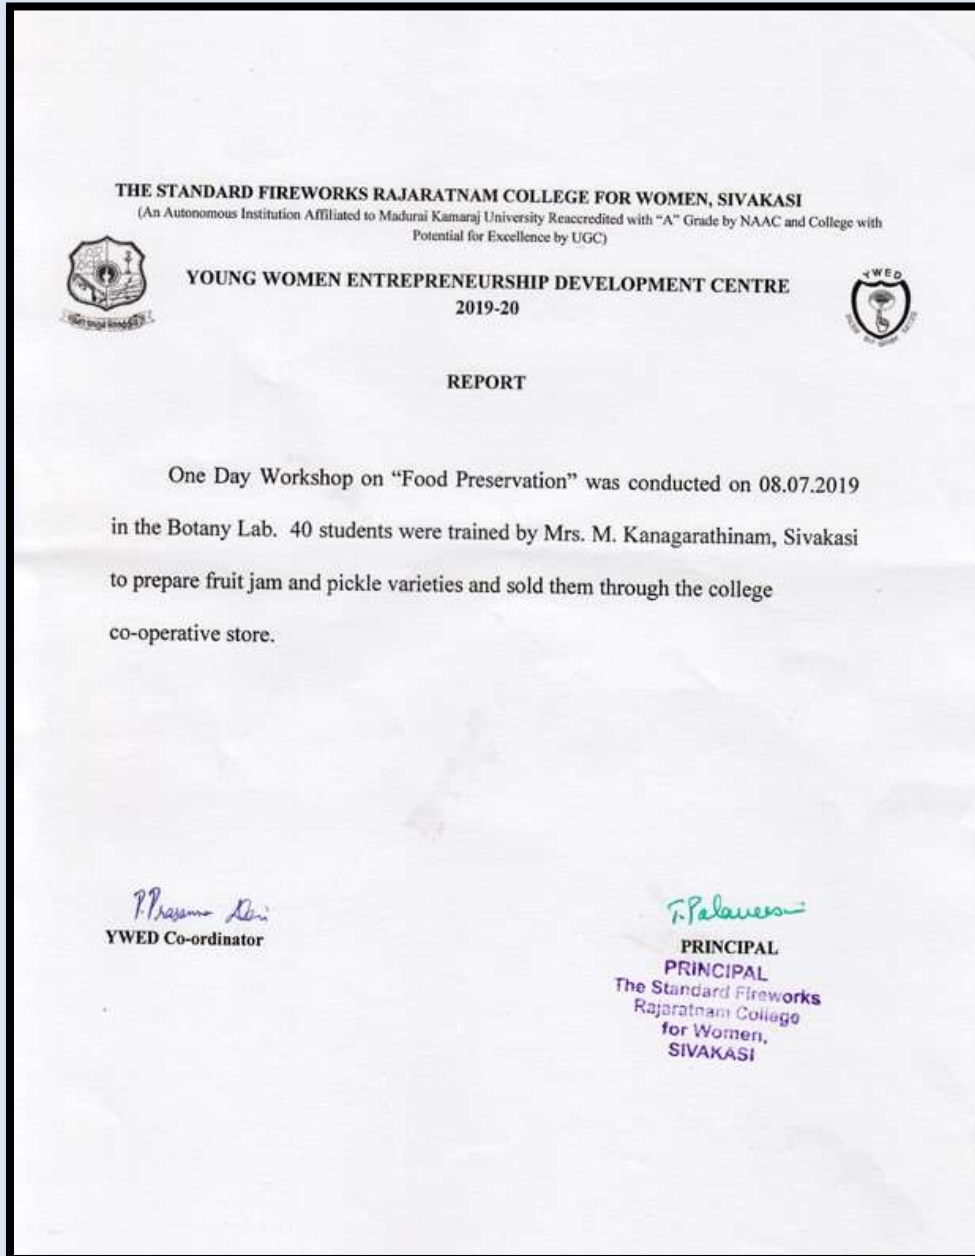 THE STANDARD FIREWORKS RAJARATNAM COLLEGE FOR WOMEN, SIVAKASI
(An Autonomous Institution Affiliated to Madurai Kamaraj University Reaccredited with “A” Grade by NAAC and College with
Potential for Excellence by UGC)
YOUNG WOMEN ENTREPRENEURSHIP DEVELOPMENT CENTRE
2019-20
YWED
REPORT
One Day Workshop on “Food Preservation” was conducted on 08.07.2019
in the Botany Lab. 40 students were trained by Mrs. M. Kanagarathinam, Sivakasi
to prepare fruit jam and pickle varieties and sold them through the college
co-operative store.
P. Prasanna Devi
YWED Co-ordinator
PRINCIPAL
PRINCIPAL
The Standard Fireworks
Rajaratnam College
for Women,
SIVAKASI